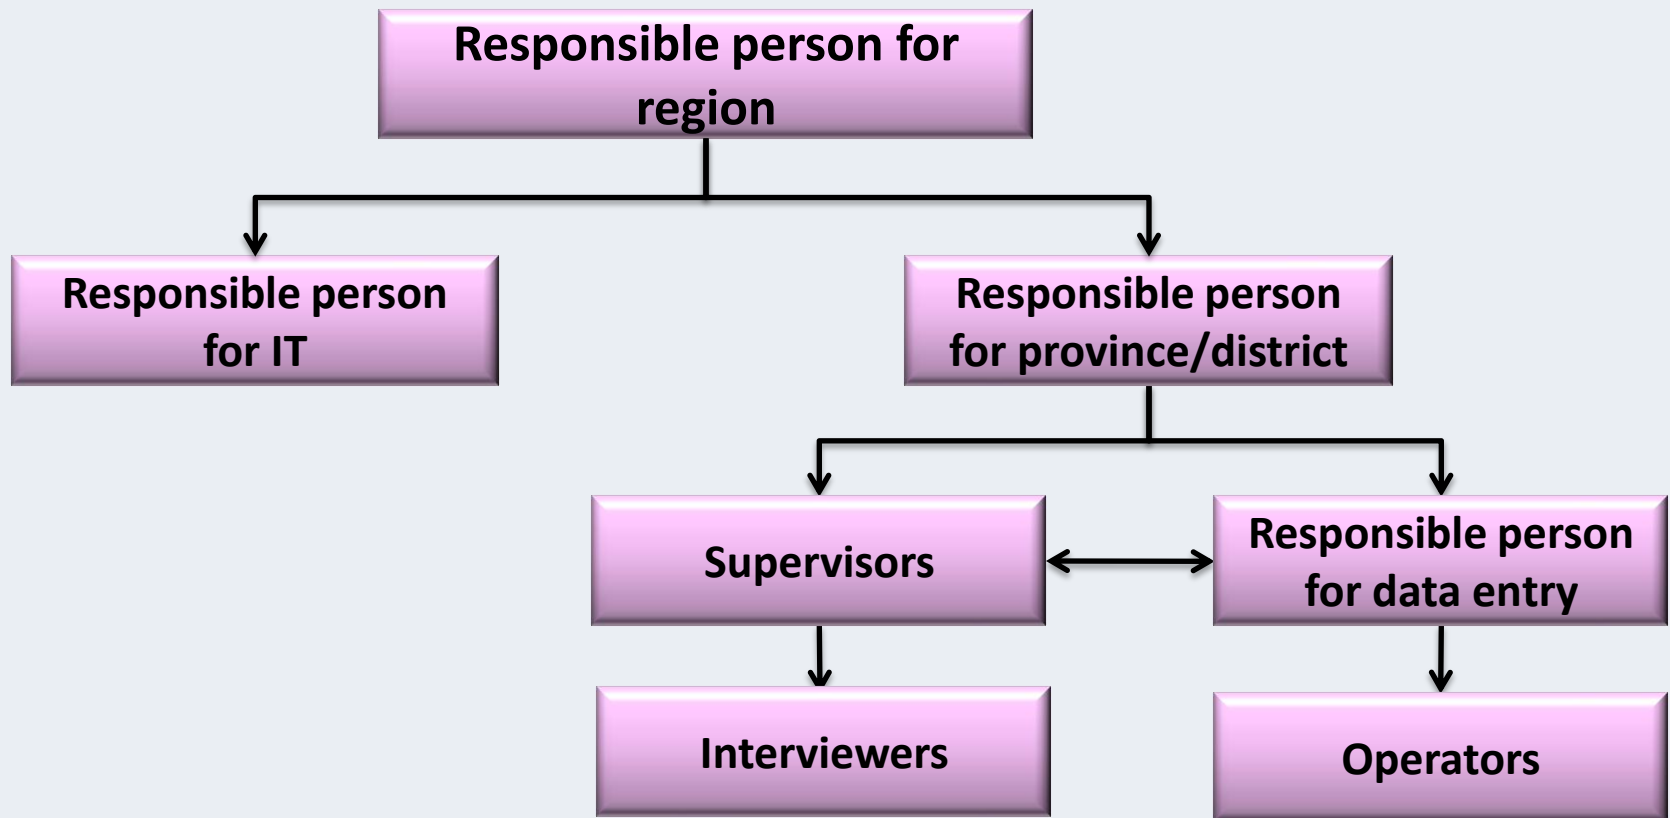 Responsible person for
region
Responsible person
for IT
Responsible person
for province/district
Supervisors
Responsible person
for data entry
Interviewers
Operators